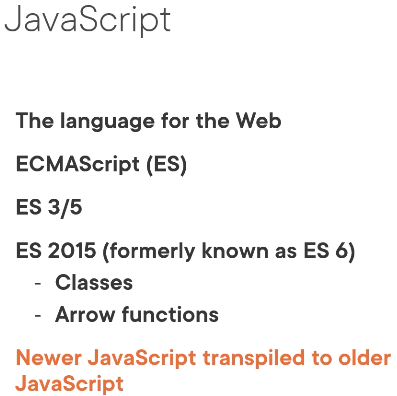 JavaScript
The language for the Web
ECMAScript (ES)
ES 3/5
ES 2015 (formerly known as ES 6)
- Classes
- Arrow functions
Newer JavaScript transpiled to older
JavaScript